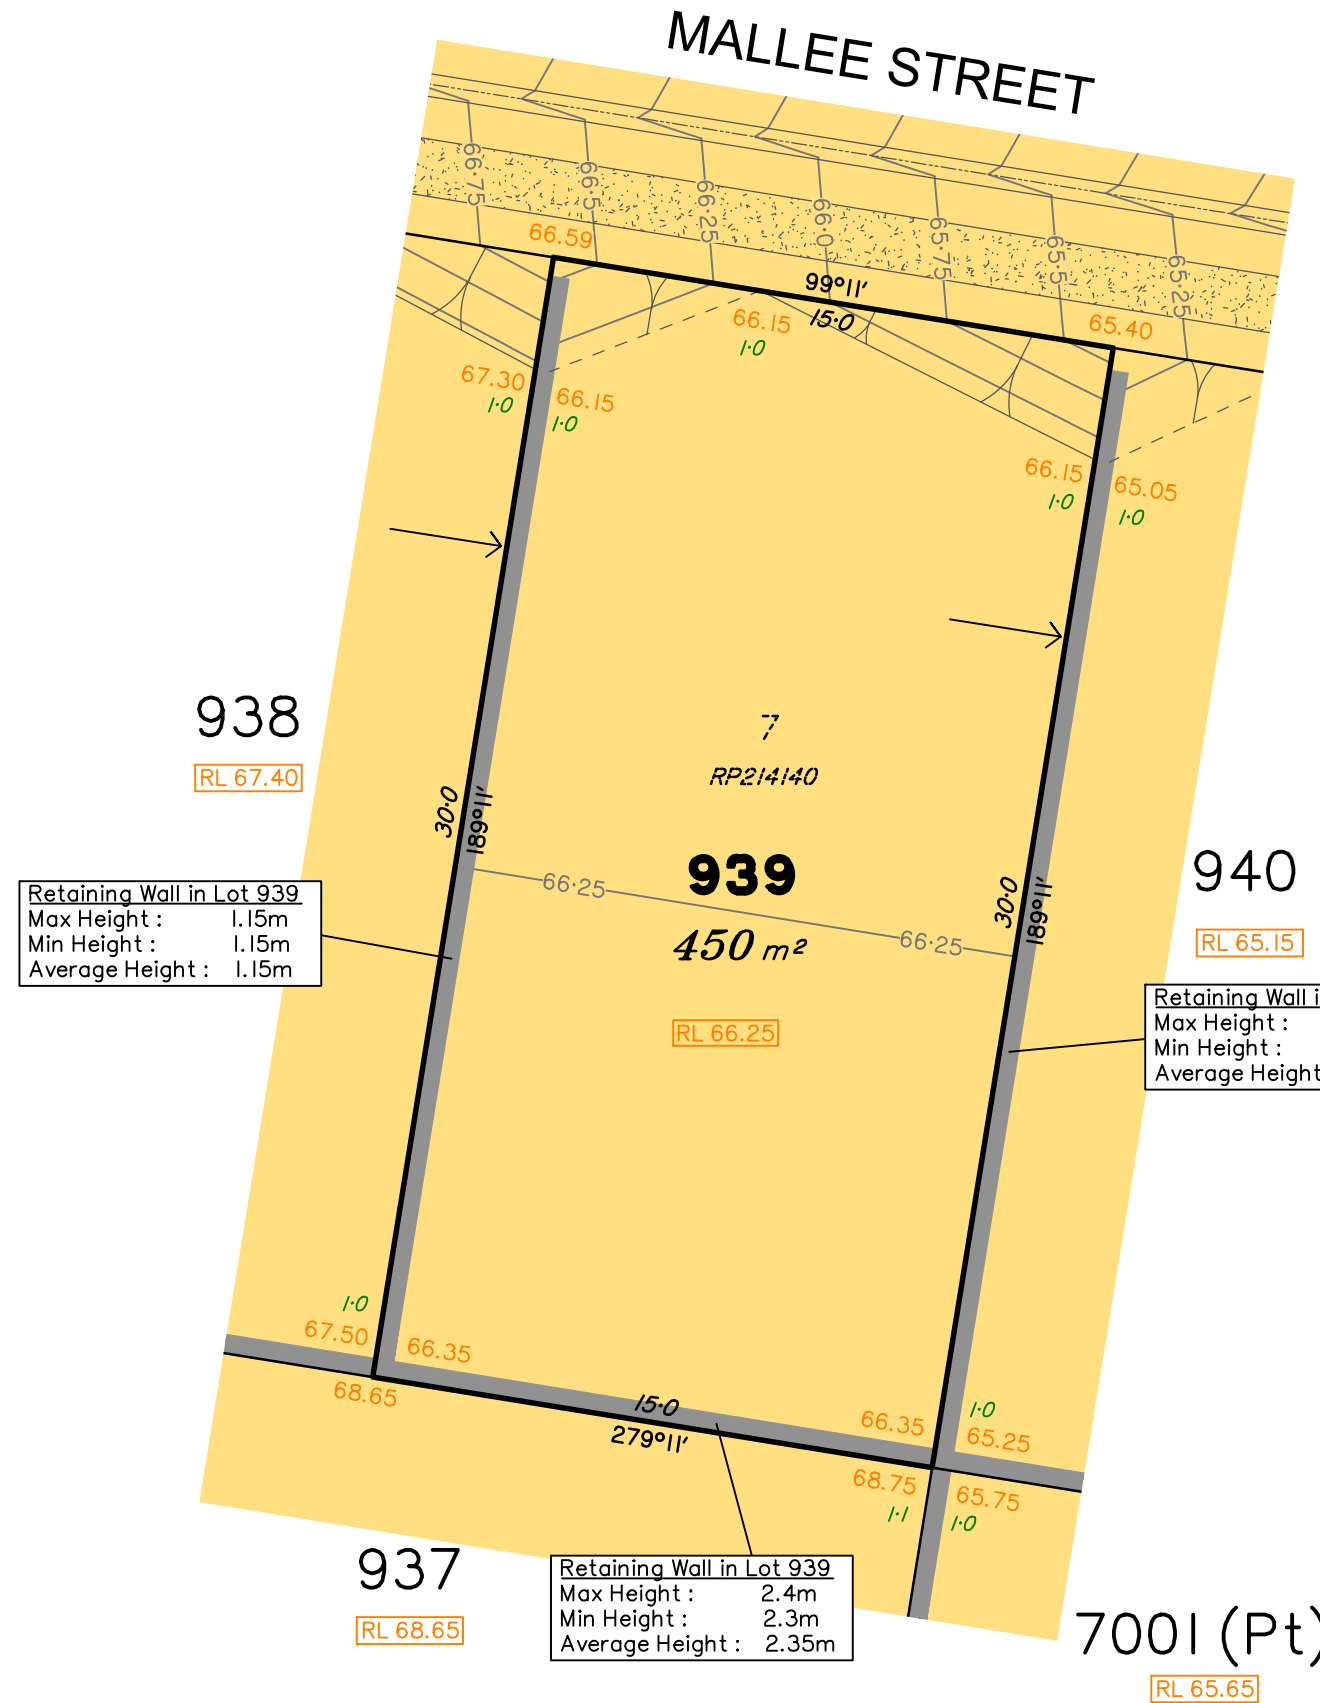 MALLEE STREET
66·75
66·5
66·25
66·0
65·75
65·5
65·25
66.59
99°11'
15·0
66.15
1·0
65.40
67.30
1·0
66.15
1·0
66.15
1·0
65.05
1·0
938
RL 67.40
7
RP214140
30·0
189°11'
939
450 m²
66·25
66·25
RL 66.25
30·0
189°11'
940
RL 65.15
Retaining Wall in Lot 939
Max Height : 1.15m
Min Height : 1.15m
Average Height : 1.15m
Retaining Wall i
Max Height :
Min Height :
Average Height
1·0
67.50
66.35
68.65
15·0
279°11'
66.35
1·0
65.25
68.75
1·1
65.75
1·0
937
RL 68.65
Retaining Wall in Lot 939
Max Height : 2.4m
Min Height : 2.3m
Average Height : 2.35m
7001 (Pt)
RL 65.65